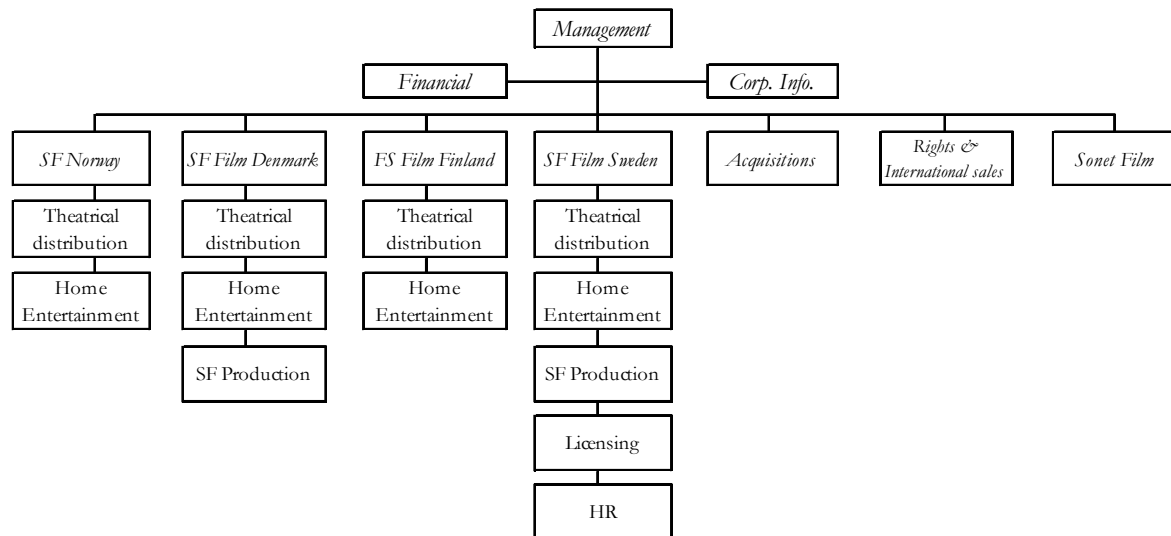 Management
Financial
Corp. Info.
SF Norway
SF Film Denmark
FS Film Finland
SF Film Sweden
Acquisitions
Rights &
International sales
Sonet Film
Theatrical
distribution
Theatrical
distribution
Theatrical
distribution
Theatrical
distribution
Home
Entertainment
Home
Entertainment
Home
Entertainment
Home
Entertainment
SF Production
SF Production
Licensing
HR